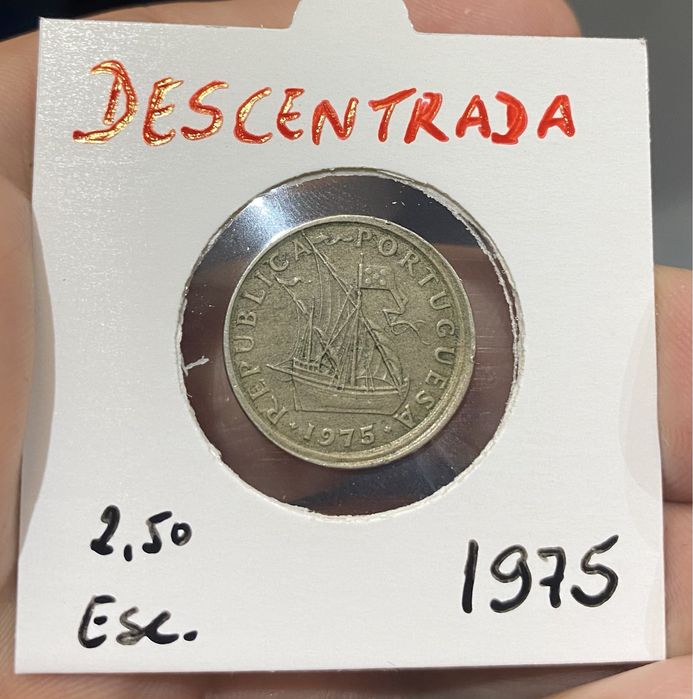 DESCENTRADA
REPUBLICA PORTUGUESA
1975
2,50
Esc.
1975